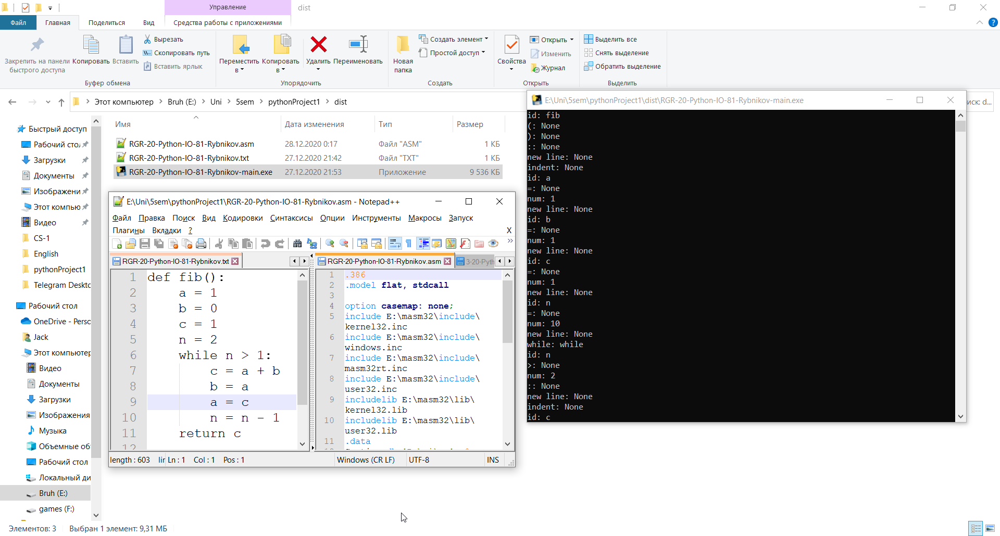 Управление
dist
Файл
Главная
Поделиться
Вид
Средства работы с приложениями
Закрепить на панели быстрого доступа
Копировать
Вставить
Вырезать
Скопировать путь
Вставить ярлык
Буфер обмена
Переместить в
Копировать в
Удалить
Переименовать
Упорядочить
Новая папка
Создать элемент
Простой доступ
Создать
Свойства
Открыть
Изменить
Журнал
Открыть
Выделить все
Снять выделение
Обратить выделение
Выделить
Этот компьютер > Bruh (E:) > Uni > 5sem > pythonProject1 > dist
иск: d...
Быстрый доступ
Рабочий сто
Загрузки
Документы
Изображени
Этот компью
Видео
CS-1
English
pythonProject1
Telegram Deskto
Рабочий стол
OneDrive - Perso
Jack
Этот компьютер
Видео
Документы
Загрузки
Изображения
Музыка
Объемные об
Рабочий стол
Локальный ди
Bruh (E:)
games (F:)
Имя Дата изменения Тип Размер
RGR-20-Python-IO-81-Rybnikov.asm 28.12.2020 0:17 Файл "ASM" 1 КБ
RGR-20-Python-IO-81-Rybnikov.txt 27.12.2020 21:42 Файл "TXT" 1 КБ
RGR-20-Python-IO-81-Rybnikov-main.exe 27.12.2020 21:53 Приложение 9 536 КБ
E:\Uni\5sem\pythonProject1\RGR-20-Python-IO-81-Rybnikov.asm - Notepad++
Файл Правка Поиск Вид Кодировки Синтаксисы Опции Инструменты Макросы Запуск
Плагины Вкладки ? X
RGR-20-Python-IO-81-Rybnikov.txt
RGR-20-Python-IO-81-Rybnikov.asm
3-20-Pyth
1 def fib():
2 a = 1
3 b = 0
4 c = 1
5 n = 2
6 while n > 1:
7 c = a + b
8 b = a
9 a = c
10 n = n - 1
11 return c
12
1 .386
2 .model flat, stdcall
3
4 option casemap: none;
5 include E:\masm32\include\
kernel32.inc
6 include E:\masm32\include\
windows.inc
7 include E:\masm32\include\
masm32rt.inc
8 include E:\masm32\include\
user32.inc
9 includelib E:\masm32\lib\
kernel32.lib
10 includelib E:\masm32\lib\
user32.lib
11 .data
length : 603 lir Ln : 1 Col : 1 Pos : 1 Windows (CR LF) UTF-8 INS
E:\Uni\5sem\pythonProject1\dist\RGR-20-Python-IO-81-Rybnikov-main.exe
id: fib
(: None
): None
:: None
new line: None
indent: None
id: a
=: None
num: 1
new line: None
id: b
=: None
num: 1
new line: None
id: c
=: None
num: 1
new line: None
id: n
=: None
num: 10
new line: None
while: while
id: n
>: None
num: 2
:: None
new line: None
indent: None
id: c
Элементов: 3 Выбран 1 элемент: 9,31 МБ